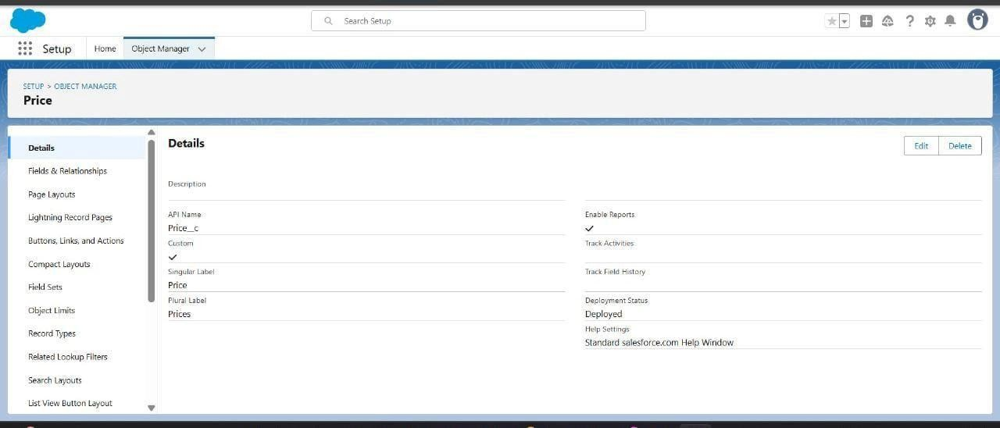 Search Setup
Setup
Home
Object Manager
SETUP > OBJECT MANAGER
Price
Details
Fields & Relationships
Page Layouts
Lightning Record Pages
Buttons, Links, and Actions
Compact Layouts
Field Sets
Object Limits
Record Types
Related Lookup Filters
Search Layouts
List View Button Layout
Details
Edit
Delete
Description
API Name
Price__c
Custom
Singular Label
Price
Plural Label
Prices
Enable Reports
Track Activities
Track Field History
Deployment Status
Deployed
Help Settings
Standard salesforce.com Help Window